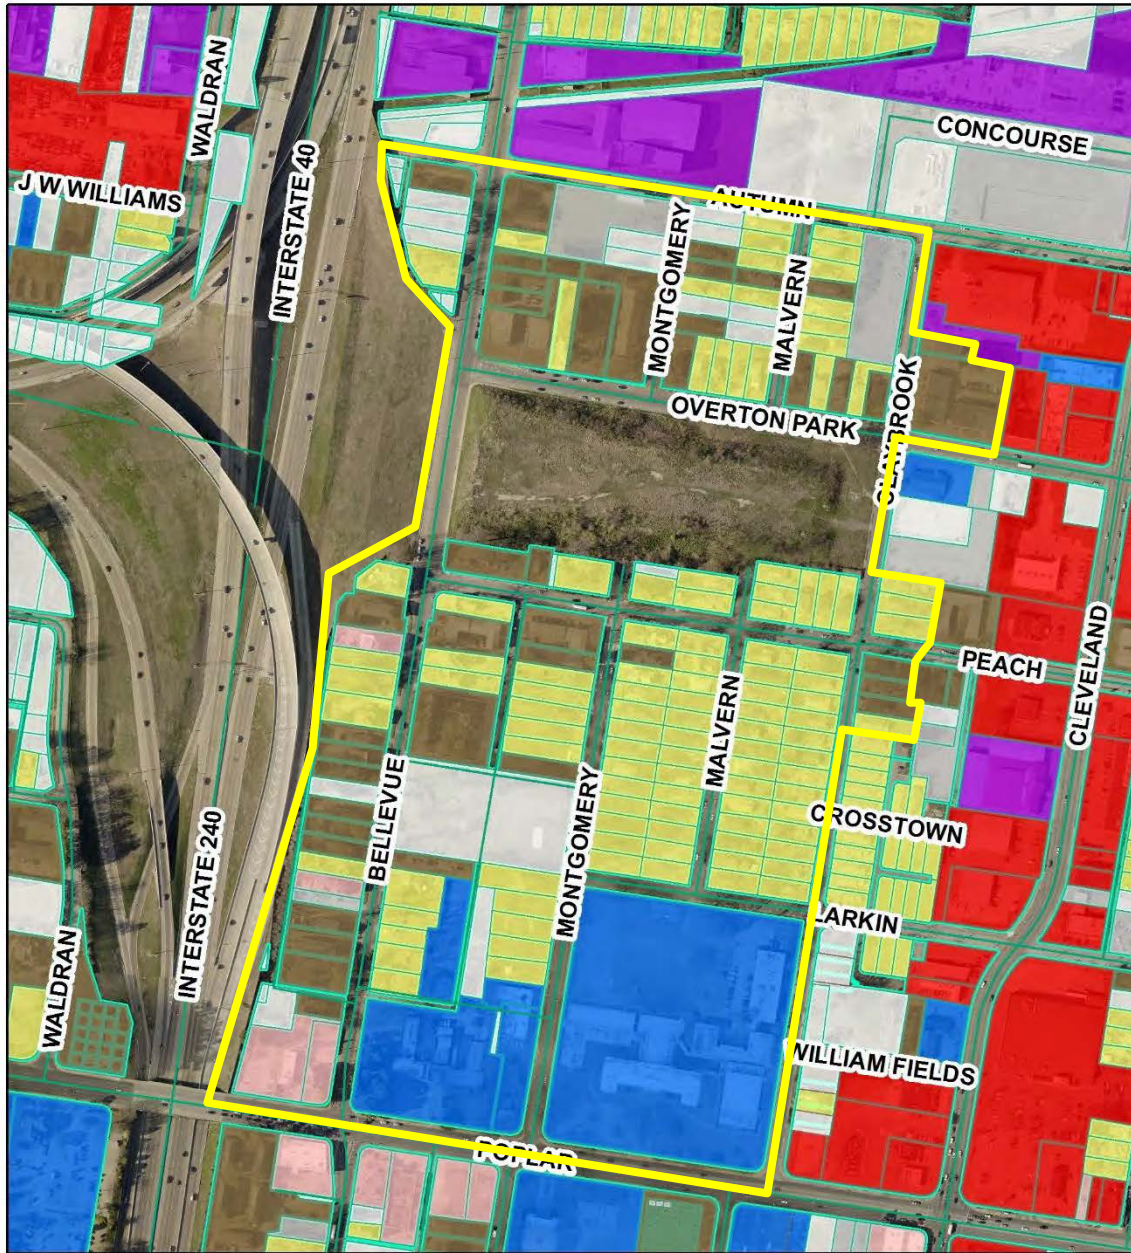 WALDRAN
CONCOURSE
J W WILLIAMS
INTERSTATE 40
AUTUMN
MONTGOMERY
MALVERN
OVERTON PARK
CLAYBROOK
PEACH
CLEVELAND
MALVERN
BELLEVUE
MONTGOMERY
CROSSTOWN
INTERSTATE 240
LARKIN
WALDRAN
WILLIAM FIELDS
POPLAR